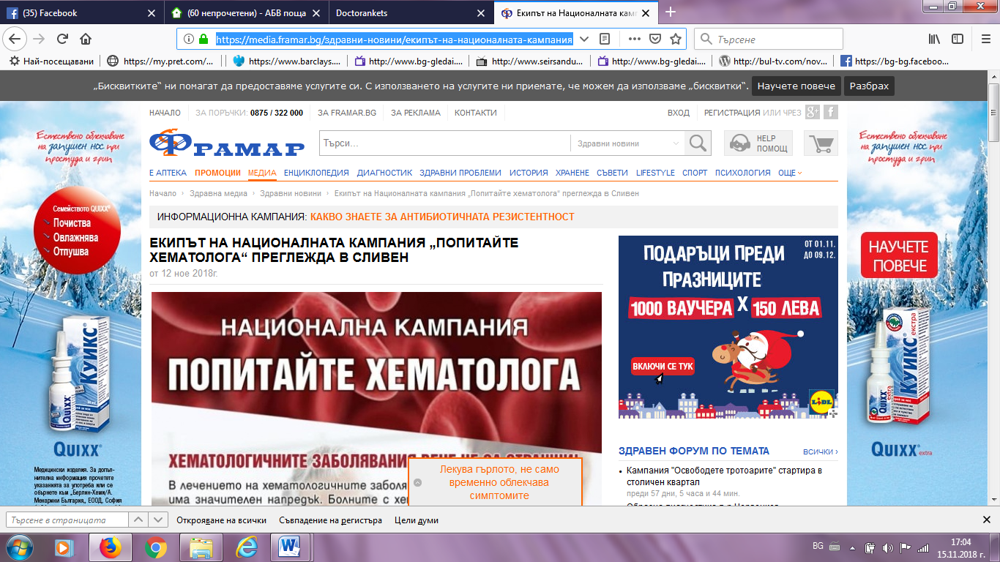 (35) Facebook
(60 непрочетени) - АБВ поща
Doctorankets
Екипът на Националната кам
https://media.framar.bg/здравни-новини/екипът-на-националната-кампания
Търсене
Най-посещавани
https://my.pret.com/...
https://www.barclays....
http://www.bg-gledai....
http://www.seirsandu...
http://www.bg-gledai....
http://bul-tv.com/nov...
https://bg-bg.faceboo...
„Бисквитките“ ни помагат да предоставяме услугите си. С използването на услугите ни приемате, че можем да използваме „бисквитки“.
Научете повече
Разбрах
НАЧАЛО
ЗА ПОРЪЧКИ: 0875 / 322 000
ЗА FRAMAR.BG
ЗА РЕКЛАМА
КОНТАКТИ
ВХОД
РЕГИСТРАЦИЯ ИЛИ ЧРЕЗ
ФРАМАР
Търси...
Здравни новини
HELP
ПОМОЩ
Е АПТЕКА ПРОМОЦИИ МЕДИА ЕНЦИКЛОПЕДИЯ ДИАГНОСТИК ЗДРАВНИ ПРОБЛЕМИ ИСТОРИЯ ХРАНЕНЕ СЪВЕТИ LIFESTYLE СПОРТ ПСИХОЛОГИЯ ОЩЕ
Начало › Здравна медиа › Здравни новини › Екипът на Националната кампания „Попитайте хематолога“ преглежда в Сливен
ИНФОРМАЦИОННА КАМПАНИЯ: КАКВО ЗНАЕТЕ ЗА АНТИБИОТИЧНАТА РЕЗИСТЕНТНОСТ
ЕКИПЪТ НА НАЦИОНАЛНАТА КАМПАНИЯ „ПОПИТАЙТЕ
ХЕМАТОЛОГА“ ПРЕГЛЕЖДА В СЛИВЕН
от 12 ное 2018г.
НАЦИОНАЛНА КАМПАНИЯ
ПОПИТАЙТЕ ХЕМАТОЛОГА
ХЕМАТОЛОГИЧНИТЕ ЗАБОЛЯВАНИЯ ВЕЧЕ НЕ СА СТРАШНИ!
В лечението на хематологичните заболя
има значителен напредък. Болните с хе
Лекува гърлото, не само
временно облекчава
симптомите
Естествено облекчаване
на запушен нос при
простуда и грип
Семейството QUIXX®
Почиства
Овлажнява
Отпушва
КУИКС®
Quixx®
Quixx®
Медицински изделия. За допъл-
нителна информация прочетете
указанията за употреба или се
обърнете към „Берлин-Хеми/А.
Менарини България„ ЕООД, София
ОТ 01.11.
ДО 09.12.
ПОДАРЪЦИ ПРЕДИ
ПРАЗНИЦИТЕ
1000 ВАУЧЕРА X 150 ЛЕВА
ВКЛЮЧИ СЕ ТУК
LIDL
ЗДРАВЕН ФОРУМ ПО ТЕМАТА
ВСИЧКИ ›
Кампания "Освободете тротоарите" стартира в
столичен квартал
преди 57 дни, 5 часа и 44 мин.
Естествено облекчаване
на запушен нос при
простуда и грип
НАУЧЕТЕ
ПОВЕЧЕ
КУИКС®
екстра
Quixx®
extra
Quixx® extra
Търсене в страницата
Открояване на всички
Съвпадение на регистъра
Цели думи
BG
17:04
15.11.2018 г.